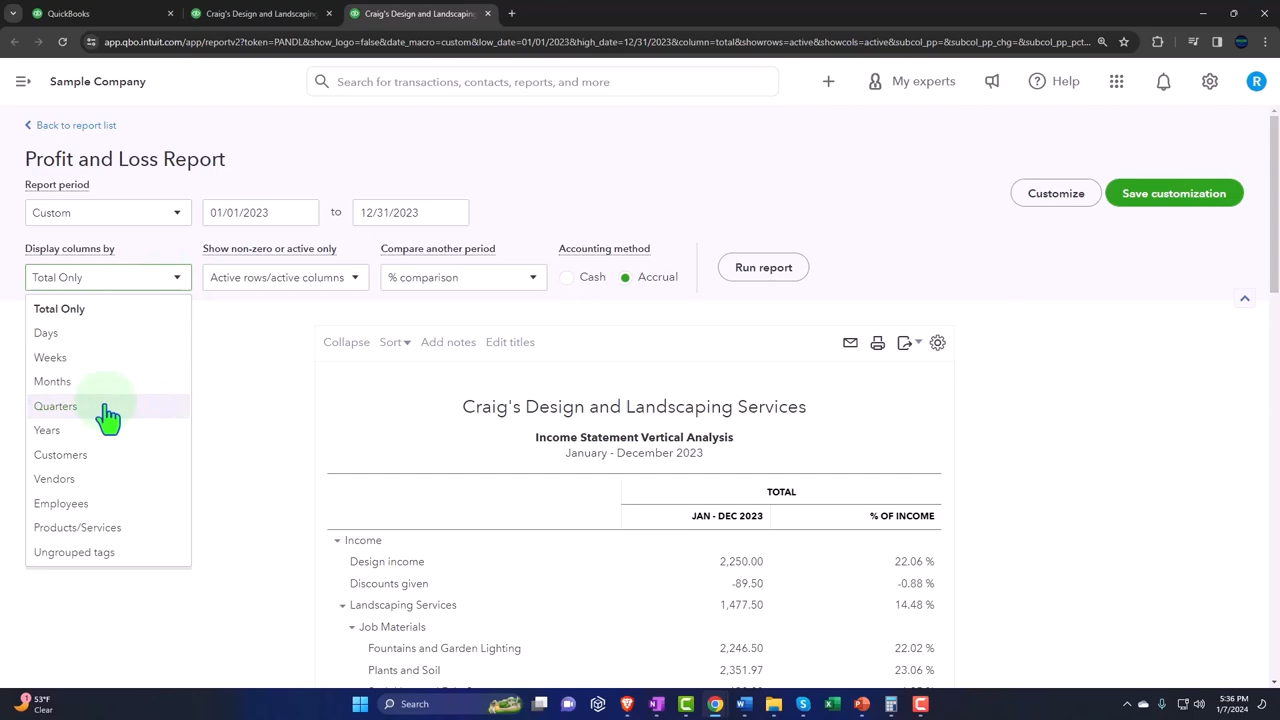 QuickBooks
Craig's Design and Landscaping
Craig's Design and Landscaping
app.qbo.intuit.com/app/reportv2?token=PANDL&show_logo=false&date_macro=custom&low_date=01/01/2023&high_date=12/31/2023&column=total&showrows=active&showcols=active&subcol_pp=&subcol_pp_chg=&subcol_pp_pct...
Sample Company
Search for transactions, contacts, reports, and more
My experts
Help
R
Back to report list
Profit and Loss Report
Report period
Customize
Save customization
Custom
01/01/2023
to
12/31/2023
Display columns by
Show non-zero or active only
Compare another period
Accounting method
Total Only
Active rows/active columns
% comparison
Cash
Accrual
Run report
Total Only
Days
Weeks
Months
Quarters
Years
Customers
Vendors
Employees
Products/Services
Ungrouped tags
Collapse
Sort
Add notes
Edit titles
Craig's Design and Landscaping Services
Income Statement Vertical Analysis
January - December 2023
TOTAL
JAN - DEC 2023 % OF INCOME
Income
Design income 2,250.00 22.06 %
Discounts given -89.50 -0.88 %
Landscaping Services 1,477.50 14.48 %
Job Materials
Fountains and Garden Lighting 2,246.50 22.02 %
Plants and Soil 2,351.97 23.06 %
1
53°F
Clear
Search
5:36 PM
1/7/2024